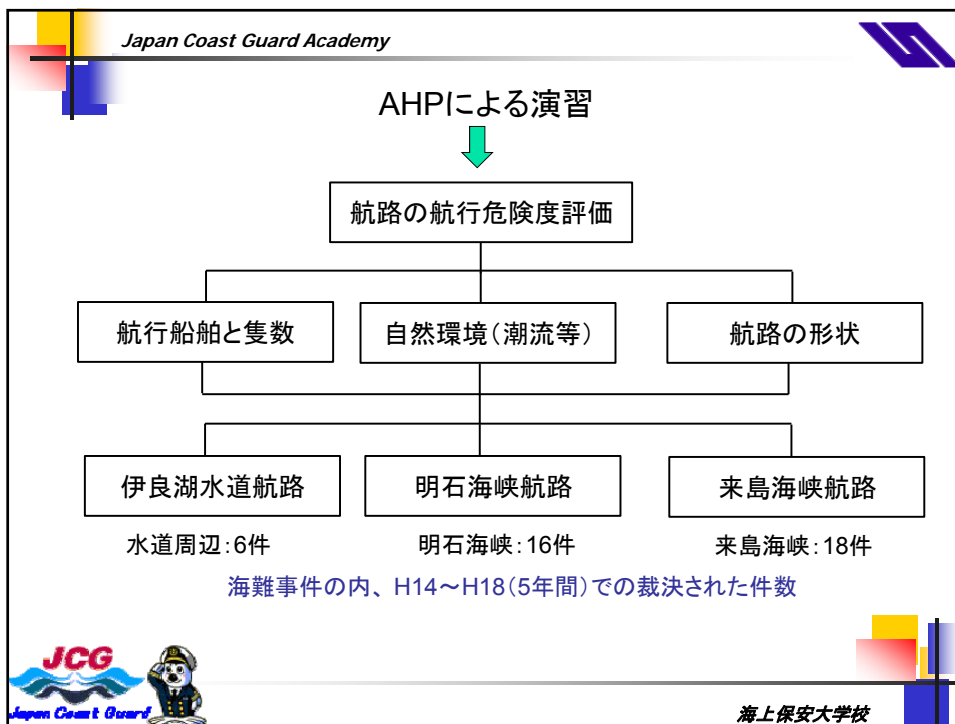 Japan Coast Guard Academy
AHPによる演習
航路の航行危険度評価
航行船舶と隻数
自然環境(潮流等)
航路の形状
伊良湖水道航路
明石海峡航路
来島海峡航路
水道周辺:6件
明石海峡:16件
来島海峡:18件
海難事件の内、H14～H18(5年間)での裁決された件数
JCG
Japan Coast Guard
海上保安大学校